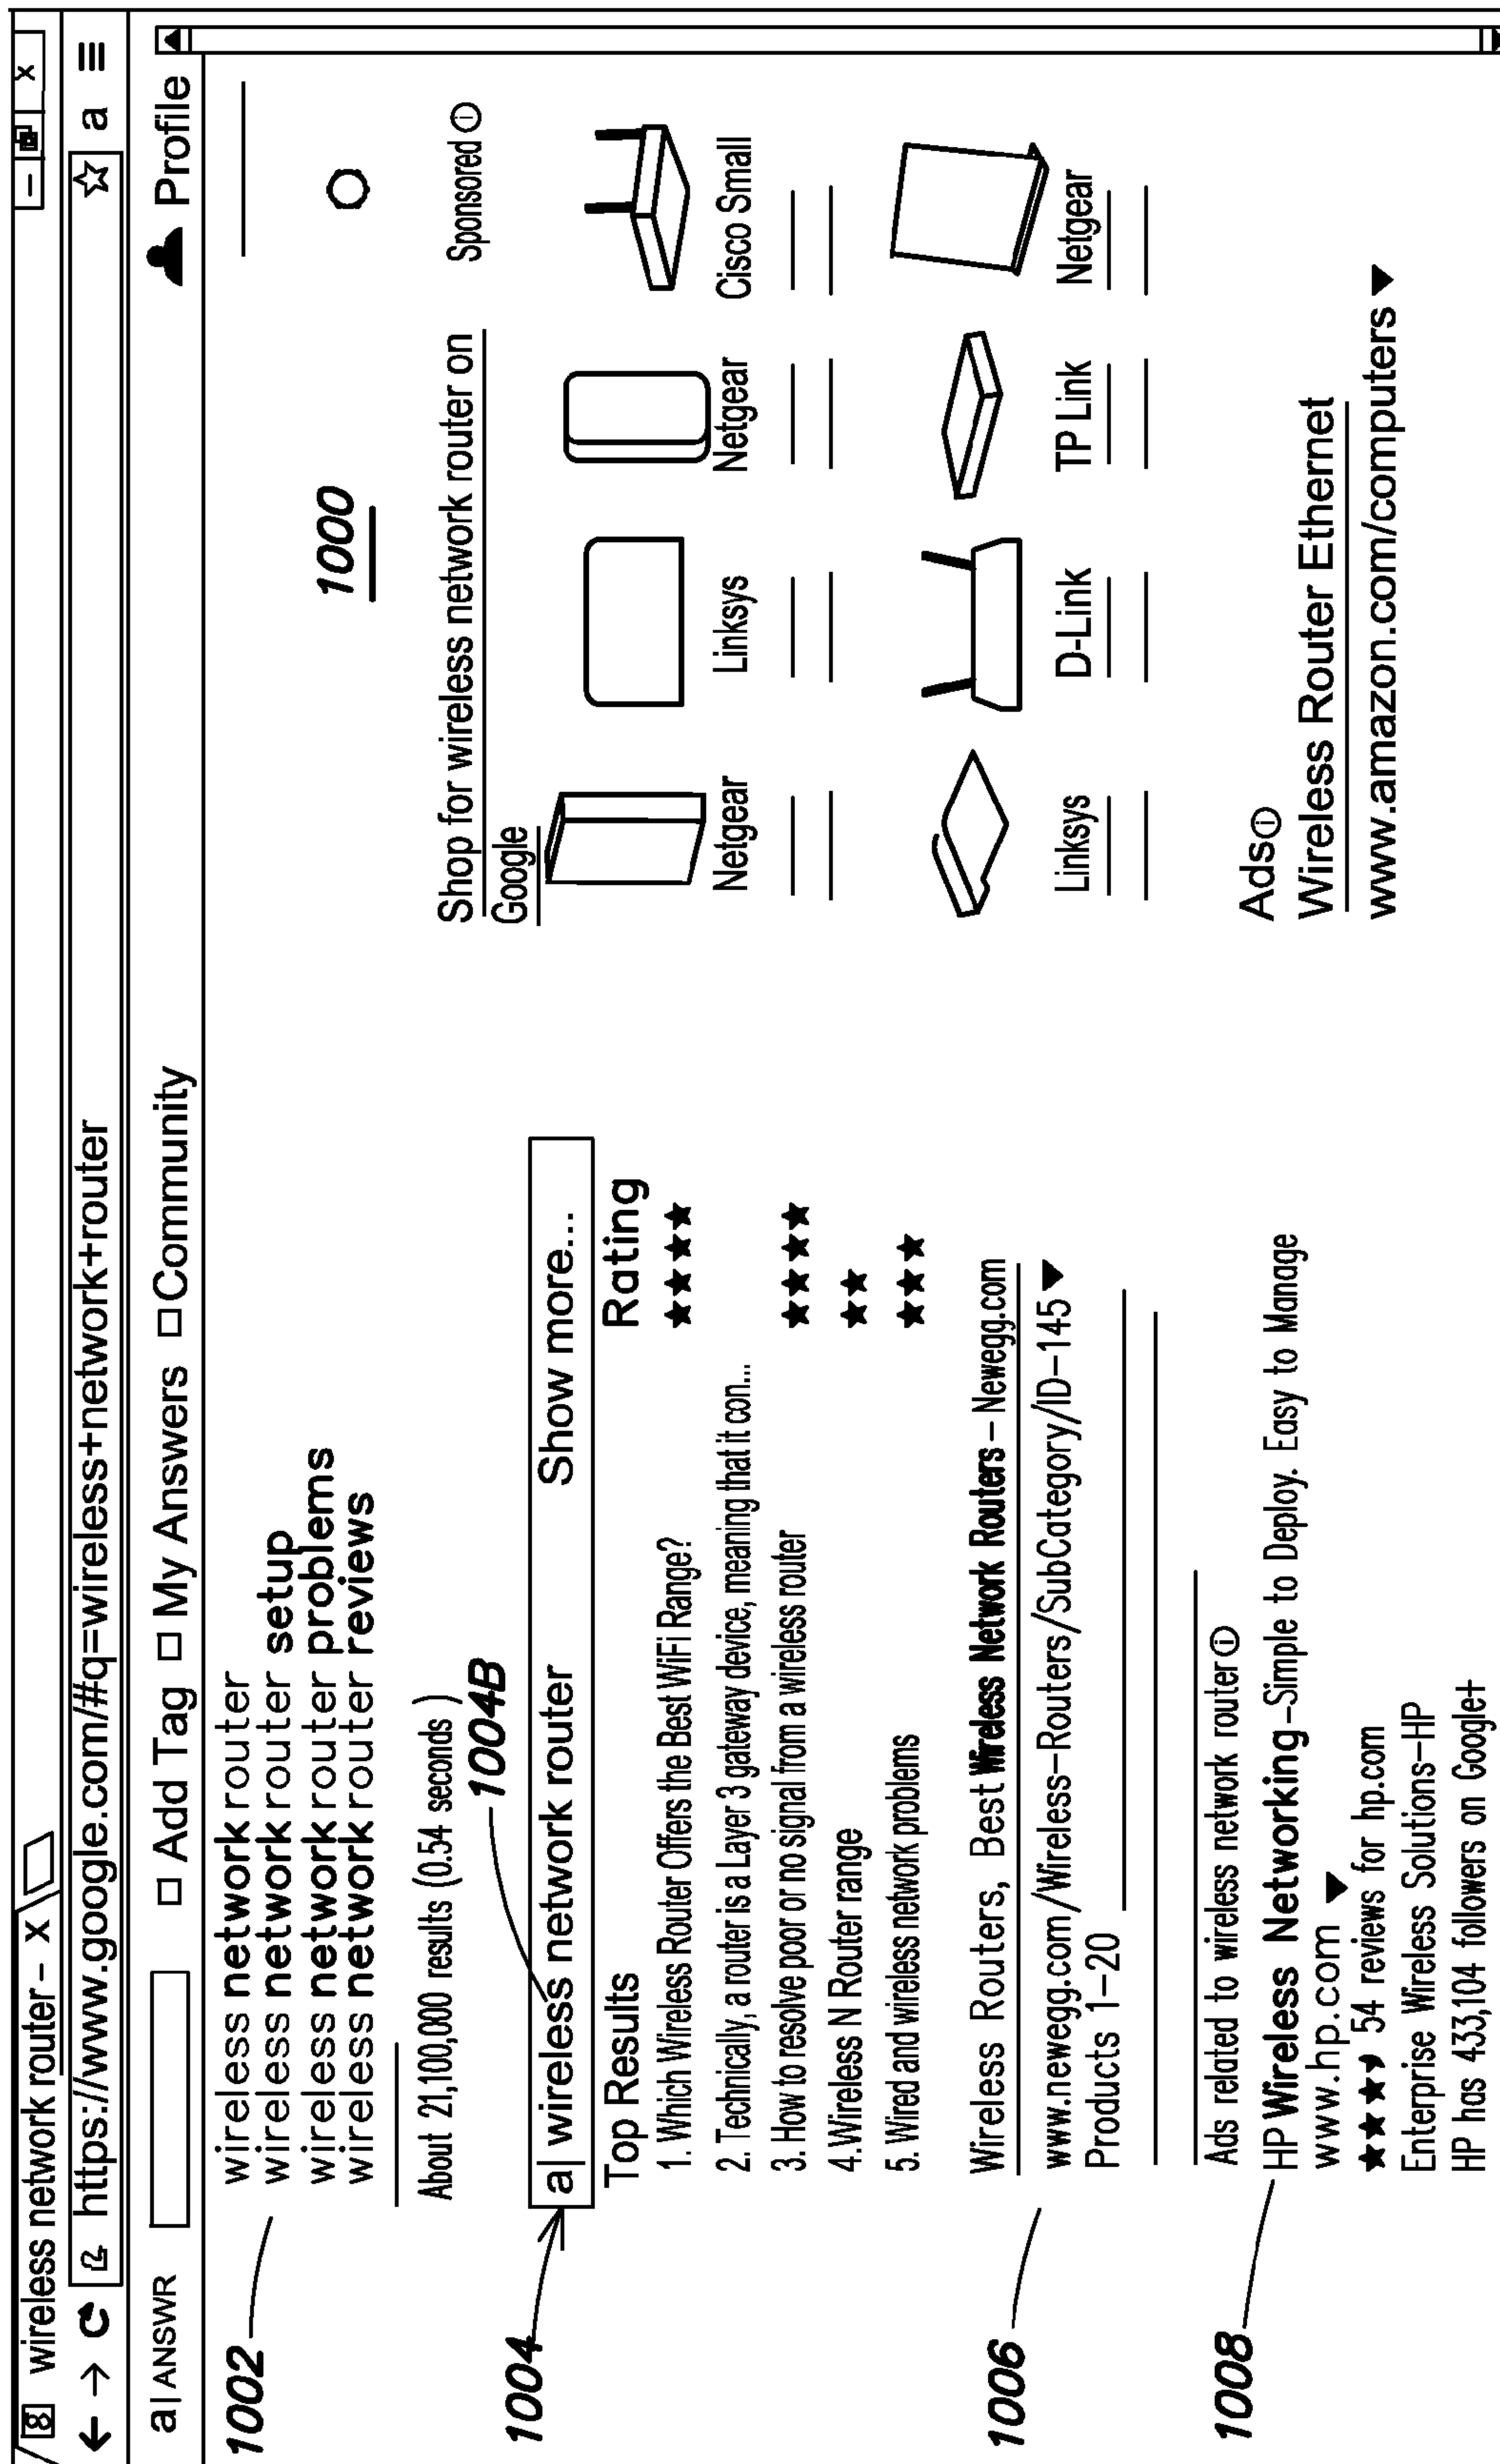 wireless network router – X
– x
https://www.google.com/#q=wireless+network+router a
a| ANSWR Add Tag My Answers Community Profile
1002
wireless network router
wireless network router setup
wireless network router problems
wireless network router reviews
1000
About 21,100,000 results (0.54 seconds )
1004B
1004
a| wireless network router Show more...
Top Results Rating
1. Which Wireless Router Offers the Best WiFi Range? ★★★★
2. Technically, a router is a Layer 3 gateway device, meaning that it con...
3. How to resolve poor or no signal from a wireless router ★★★★
4. Wireless N Router range ★★
5. Wired and wireless network problems ★★★
1006
Wireless Routers, Best Wireless Network Routers – Newegg.com
www.newegg.com/Wireless–Routers/SubCategory/ID–145
Products 1–20
1008
Ads related to wireless network router
HP Wireless Networking–Simple to Deploy. Easy to Manage
www.hp.com
54 reviews for hp.com
Enterprise Wireless Solutions–HP
HP has 433,104 followers on Google+
Shop for wireless network router on
Google
Sponsored
Netgear Linksys Netgear Cisco Small
Linksys D-Link TP Link Netgear
Ads
Wireless Router Ethernet
www.amazon.com/computers